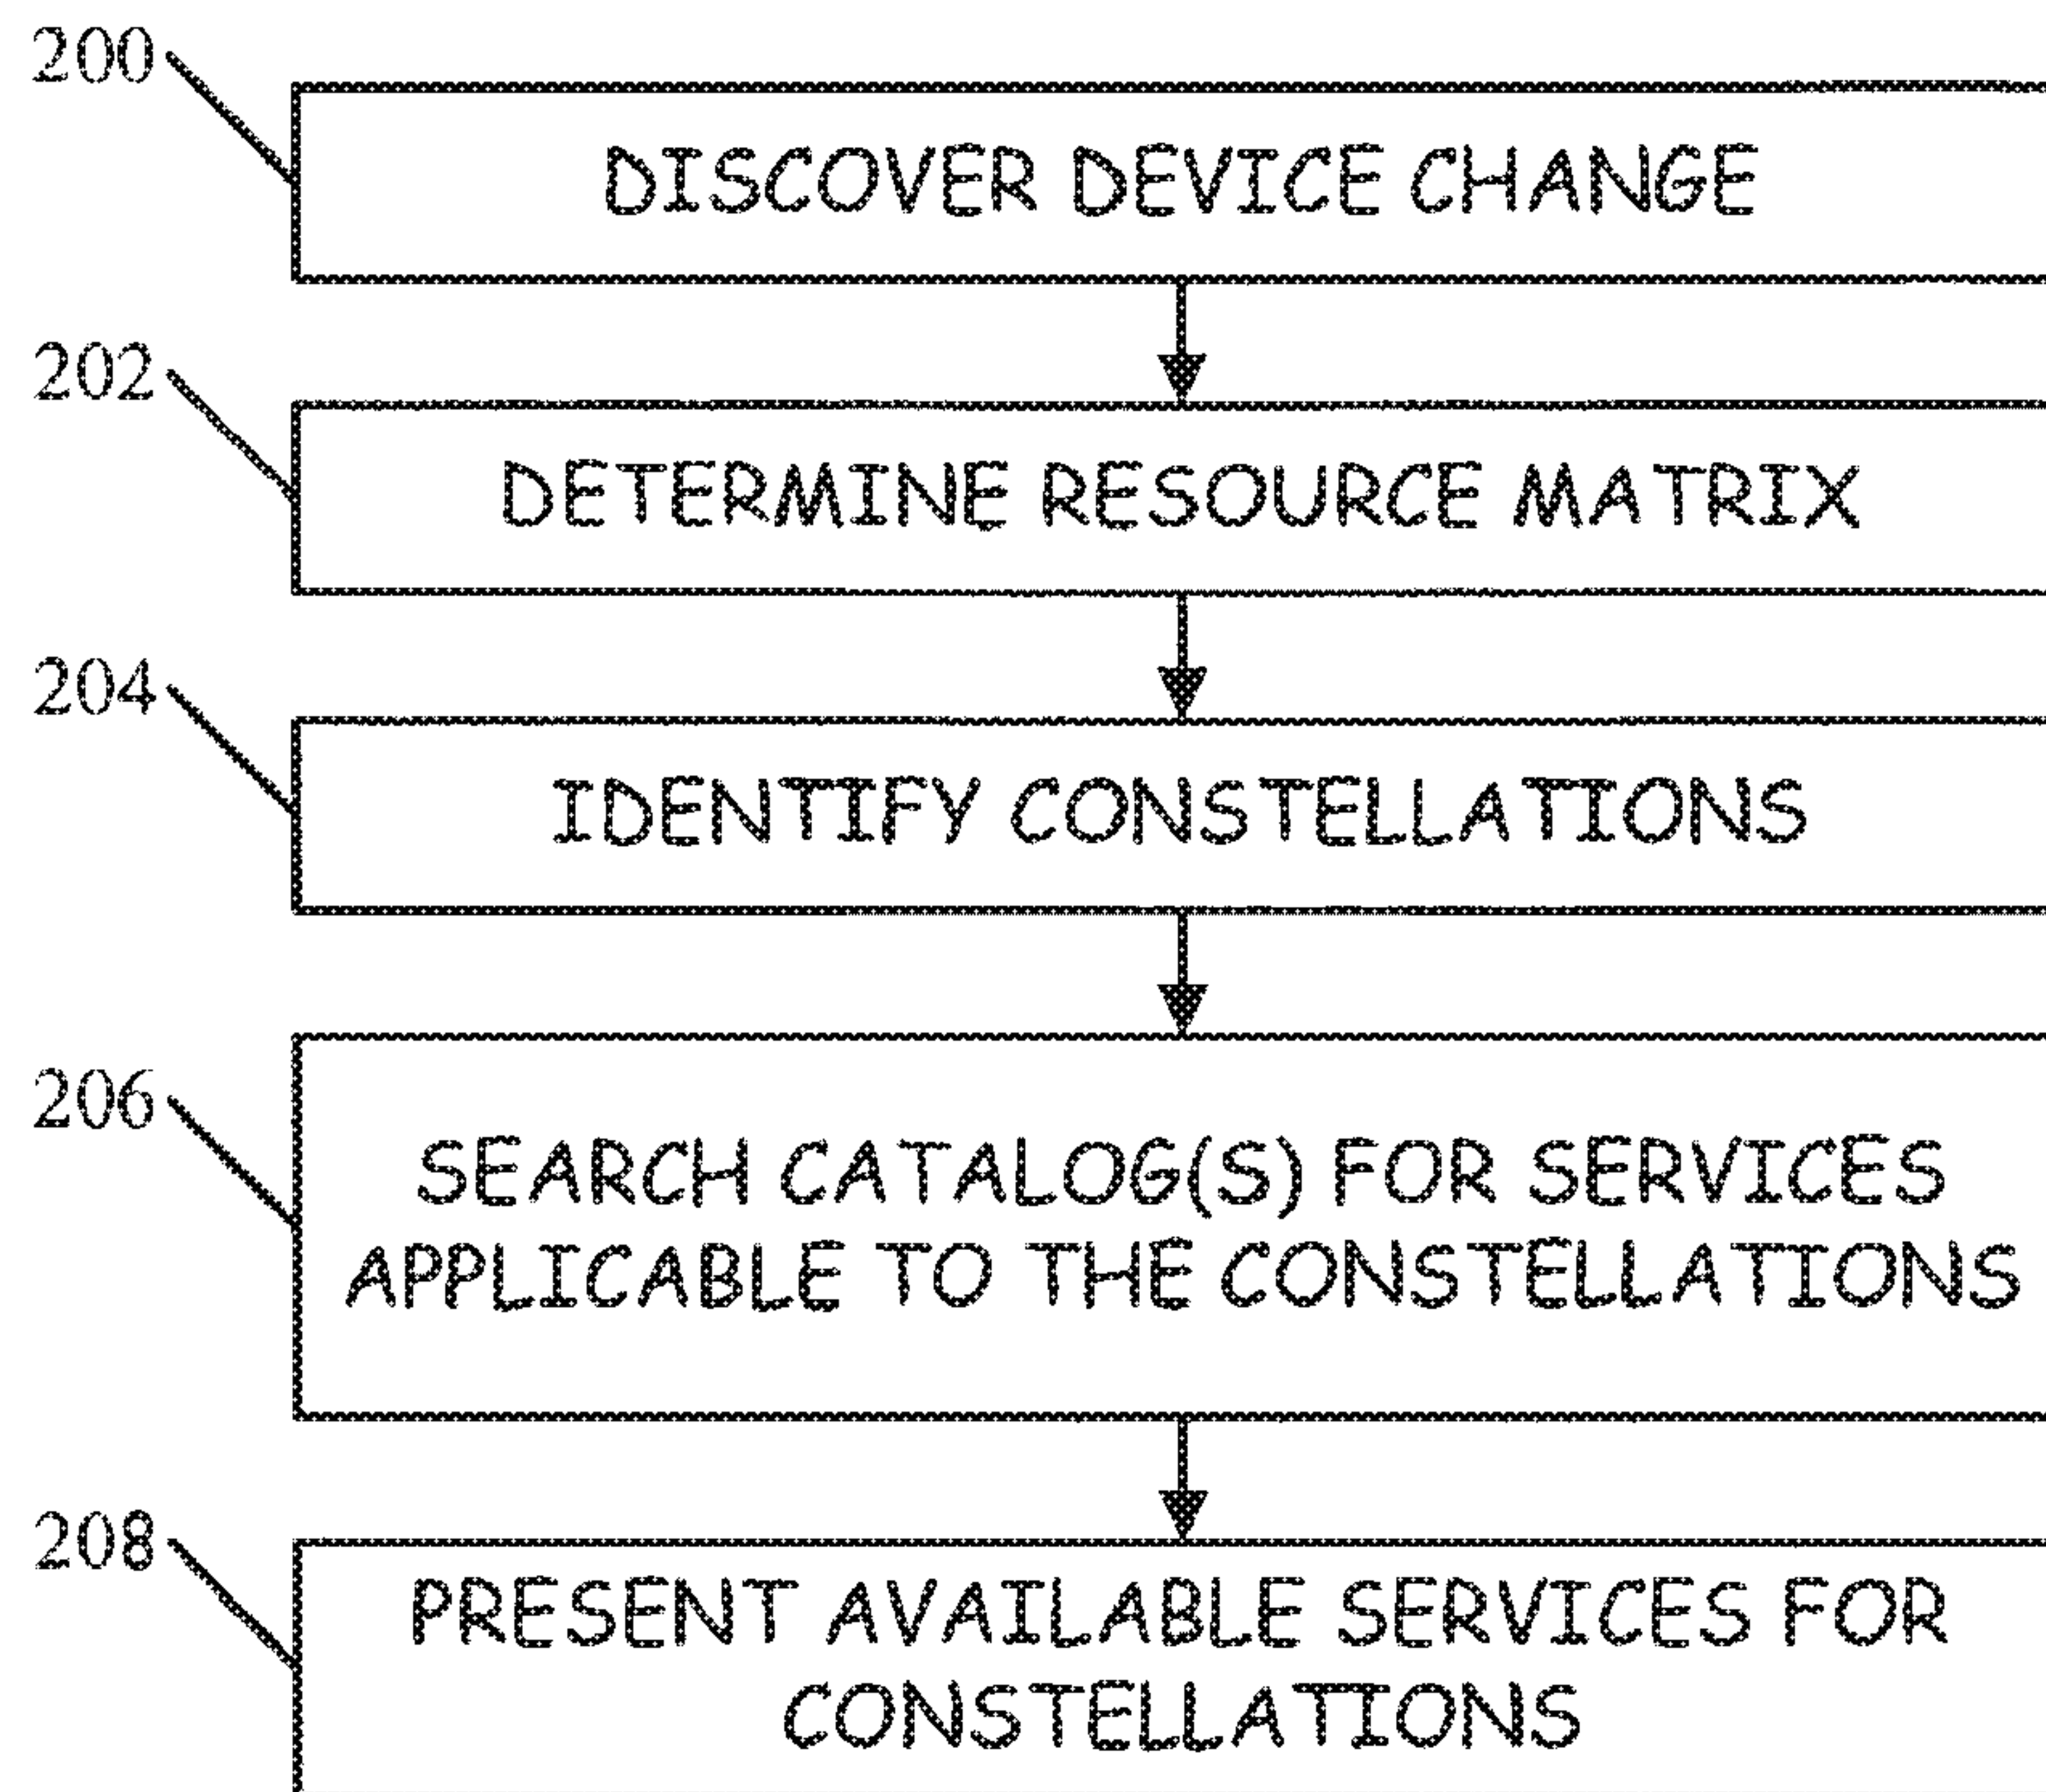 200
DISCOVER DEVICE CHANGE
202
DETERMINE RESOURCE MATRIX
204
IDENTIFY CONSTELLATIONS
206
SEARCH CATALOG(S) FOR SERVICES
APPLICABLE TO THE CONSTELLATIONS
208
PRESENT AVAILABLE SERVICES FOR
CONSTELLATIONS